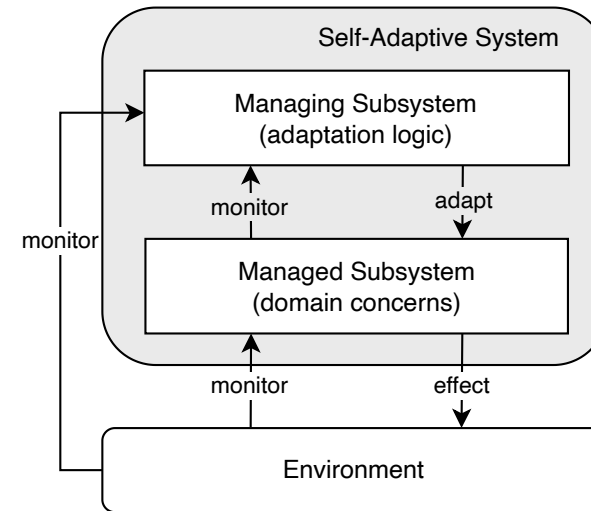 Self-Adaptive System
Managing Subsystem
(adaptation logic)
monitor
adapt
monitor
Managed Subsystem
(domain concerns)
monitor
effect
Environment